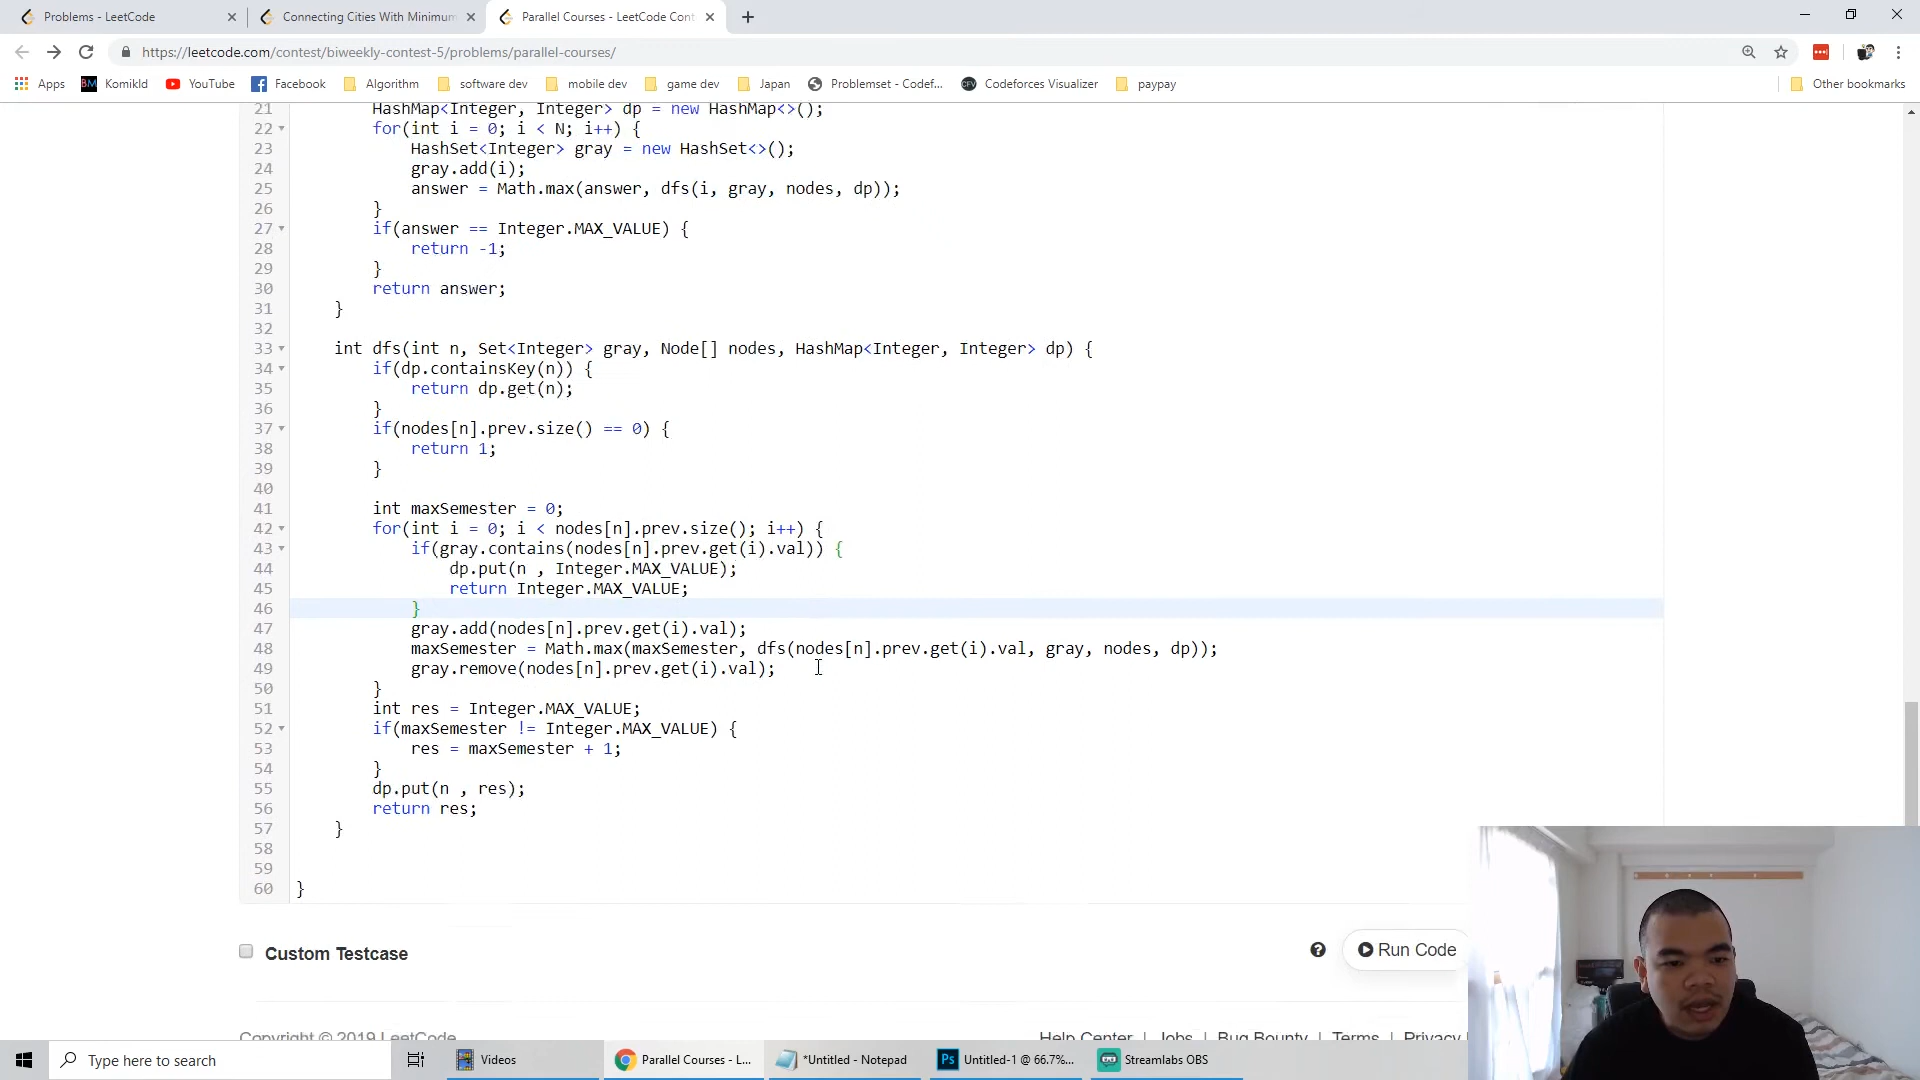 Problems - LeetCode
Connecting Cities With Minimum
Parallel Courses - LeetCode Cont
https://leetcode.com/contest/biweekly-contest-5/problems/parallel-courses/
Apps BM KomikId YouTube Facebook Algorithm software dev mobile dev game dev Japan Problemset - Codef... CFV Codeforces Visualizer paypay Other bookmarks
21 HashMap<Integer, Integer> dp = new HashMap<>();
22 for(int i = 0; i < N; i++) {
23 HashSet<Integer> gray = new HashSet<>();
24 gray.add(i);
25 answer = Math.max(answer, dfs(i, gray, nodes, dp));
26 }
27 if(answer == Integer.MAX_VALUE) {
28 return -1;
29 }
30 return answer;
31 }
32
33 int dfs(int n, Set<Integer> gray, Node[] nodes, HashMap<Integer, Integer> dp) {
34 if(dp.containsKey(n)) {
35 return dp.get(n);
36 }
37 if(nodes[n].prev.size() == 0) {
38 return 1;
39 }
40
41 int maxSemester = 0;
42 for(int i = 0; i < nodes[n].prev.size(); i++) {
43 if(gray.contains(nodes[n].prev.get(i).val)) {
44 dp.put(n , Integer.MAX_VALUE);
45 return Integer.MAX_VALUE;
46 }
47 gray.add(nodes[n].prev.get(i).val);
48 maxSemester = Math.max(maxSemester, dfs(nodes[n].prev.get(i).val, gray, nodes, dp));
49 gray.remove(nodes[n].prev.get(i).val);
50 }
51 int res = Integer.MAX_VALUE;
52 if(maxSemester != Integer.MAX_VALUE) {
53 res = maxSemester + 1;
54 }
55 dp.put(n , res);
56 return res;
57 }
58
59
60 }
Custom Testcase
Run Code
Copyright © 2019 LeetCode
Help Center | Jobs | Bug Bounty | Terms | Privacy
Type here to search
Videos
Parallel Courses - L...
*Untitled - Notepad
Ps Untitled-1 @ 66.7%...
Streamlabs OBS